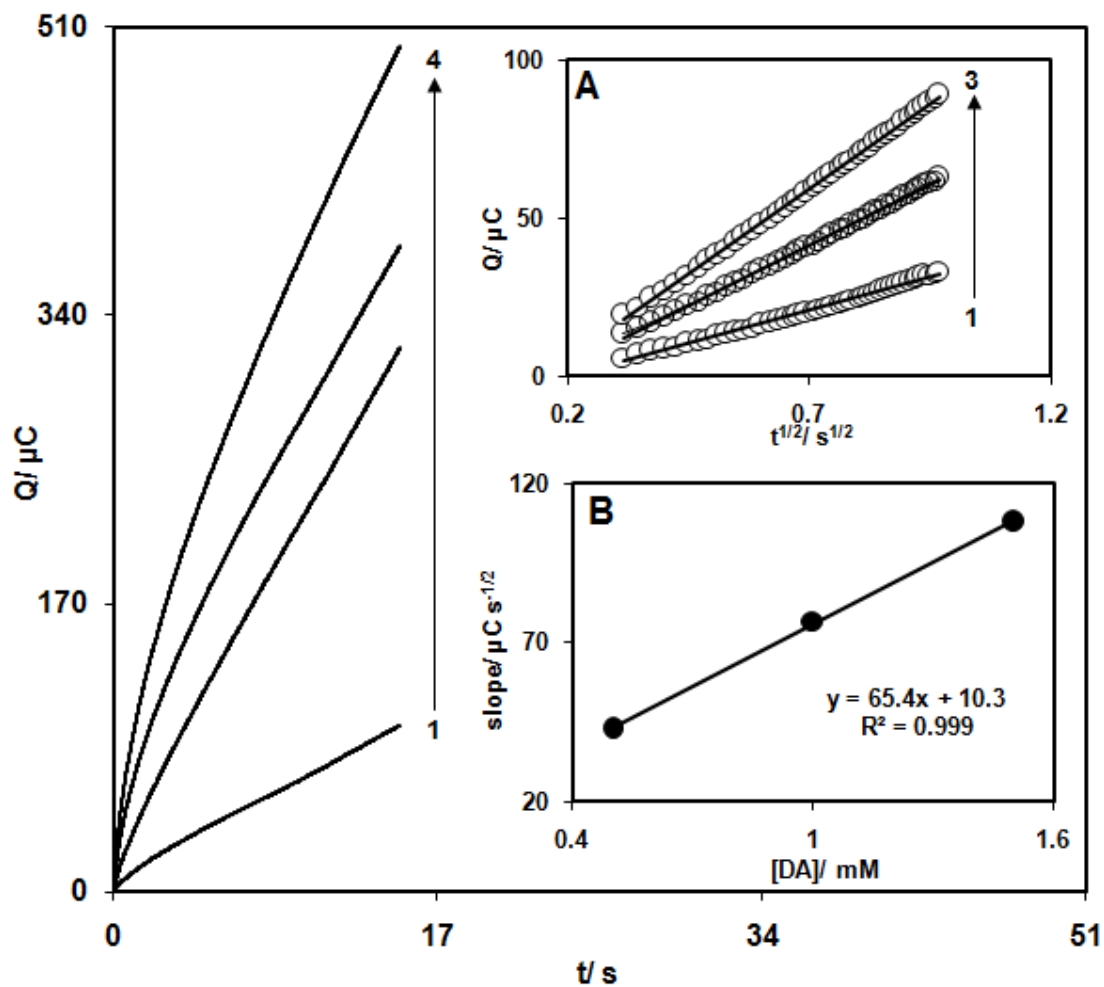 510
340
170
0
Q/ µC
0
17
34
51
t/ s
4
1
A
100
50
0
Q/ µC
3
1
0.2
0.7
1.2
t1/2/ s1/2
B
120
70
20
slope/ µC s-1/2
y = 65.4x + 10.3
R² = 0.999
0.4
1
1.6
[DA]/ mM